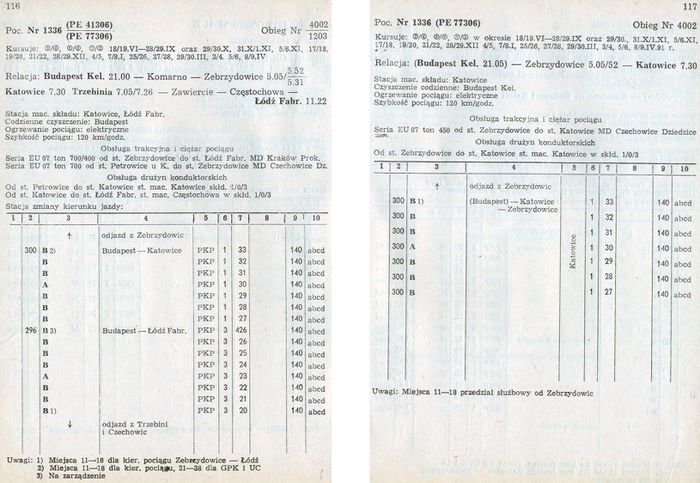 116
Poc. Nr 1336 (PE 41306)
(PE 77306)
Obieg Nr 4002
1203
18/19.VI—28/29.IX oraz 29/30.X, 31.X/1.XI, 5/6.XI, 17/18,
19/20, 21/22, 28/29.XII, 4/5, 7/8.I, 25/26, 27/28, 29/30.III, 3/4. 5/6, 8/9.IV
Relacja: Budapest Kel. 21.00 — Komarno — Zebrzydowice 5.05/5.52
5.31
Katowice 7.30 Trzebinia 7.05/7.26 — Zawiercie — Częstochowa —
Łódź Fabr. 11.22
Stacja mac. składu: Katowice, Łódź Fabr.
Codzienne czyszczenie: Budapest
Ogrzewanie pociągu: elektryczne
Szybkość pociągu: 120 km/godz.
Obsługa trakcyjna i ciężar pociągu
Seria EU 07 ton 700/400 od st. Zebrzydowice do st. Łódź Fabr. MD Kraków Prok.
Seria EU 07 ton 700 od st. Petrowice u K. do st. Zebrzydowice MD Czechowice Dz.
Obsługa drużyn konduktorskich
Od st. Petrowice do st. Katowice st. mac. Katowice skłd. 1/0/3
Od st. Katowice do st. Łódź Fabr. st. mac. Częstochowa w skłd. 1/0/3
Stacja zmiany kierunku jazdy:
1 2 3 4 5 6 7 8 9 10
↑ odjazd z Zebrzydowic
300 B 2) Budapest — Katowice PKP 1 33 140 abcd
B PKP 1 32 140 abcd
B PKP 1 31 140 abcd
A PKP 1 30 140 abcd
B PKP 1 29 140 abcd
B PKP 1 28 140 abcd
B PKP 1 27 140 abcd
296 B 3) Budapest — Łódź Fabr. PKP 3 426 140 abcd
B PKP 3 26 140 abcd
B PKP 3 25 140 abcd
B PKP 3 24 140 abcd
A PKP 3 23 140 abcd
B PKP 3 22 140 abcd
B PKP 3 21 140 abcd
B 1) PKP 3 20 140 abcd
↓ odjazd z Trzebini
i Czechowic
Uwagi: 1) Miejsca 11—18 dla kier. pociągu Zebrzydowice — Łódź
2) Miejsca 11—18 dla kier. pociągu, 21—38 dla GPK i UC
3) Na zarządzenie
117
Poc. Nr 1336 (PE 77306)
Obieg Nr 4002
w okresie 18/19.VI—28/29.IX oraz 29/30., 31.X/1.XI, 5/6.XI,
17/18, 19/20, 21/22, 28/29.XII 4/5, 7/8.I, 25/26, 27/28, 29/30.III, 3/4, 5/6, 8/9.IV.91 r.
Relacja: (Budapest Kel. 21.05) — Zebrzydowice 5.05/52 — Katowice 7.30
Stacja mac. składu: Katowice
Czyszczenie codzienne: Budapest Kel.
Ogrzewanie pociągu: elektryczne
Szybkość pociągu: 120 km/godz.
Obsługa trakcyjna i ciężar pociągu
Seria EU 07 ton 450 od st. Zebrzydowice do st. Katowice MD Czechowice Dziedzice
Obsługa drużyn konduktorskich
Od st. Zebrzydowice do st. Katowice st. mac. Katowice w skłd. 1/0/3
1 2 3 4 5 6 7 8 9 10
↑ odjazd z Zebrzydowic
300 B 1) (Budapest) — Katowice 1 33 140 abcd
— Zebrzydowice
300 B 1 32 140 abcd
300 B 1 31 140 abcd
300 A Katowice 1 30 140 abcd
300 B 1 29 140 abcd
300 B 1 28 140 abcd
300 B 1 27 140 abcd
Uwagi: Miejsca 11—18 przedział służbowy od Zebrzydowic